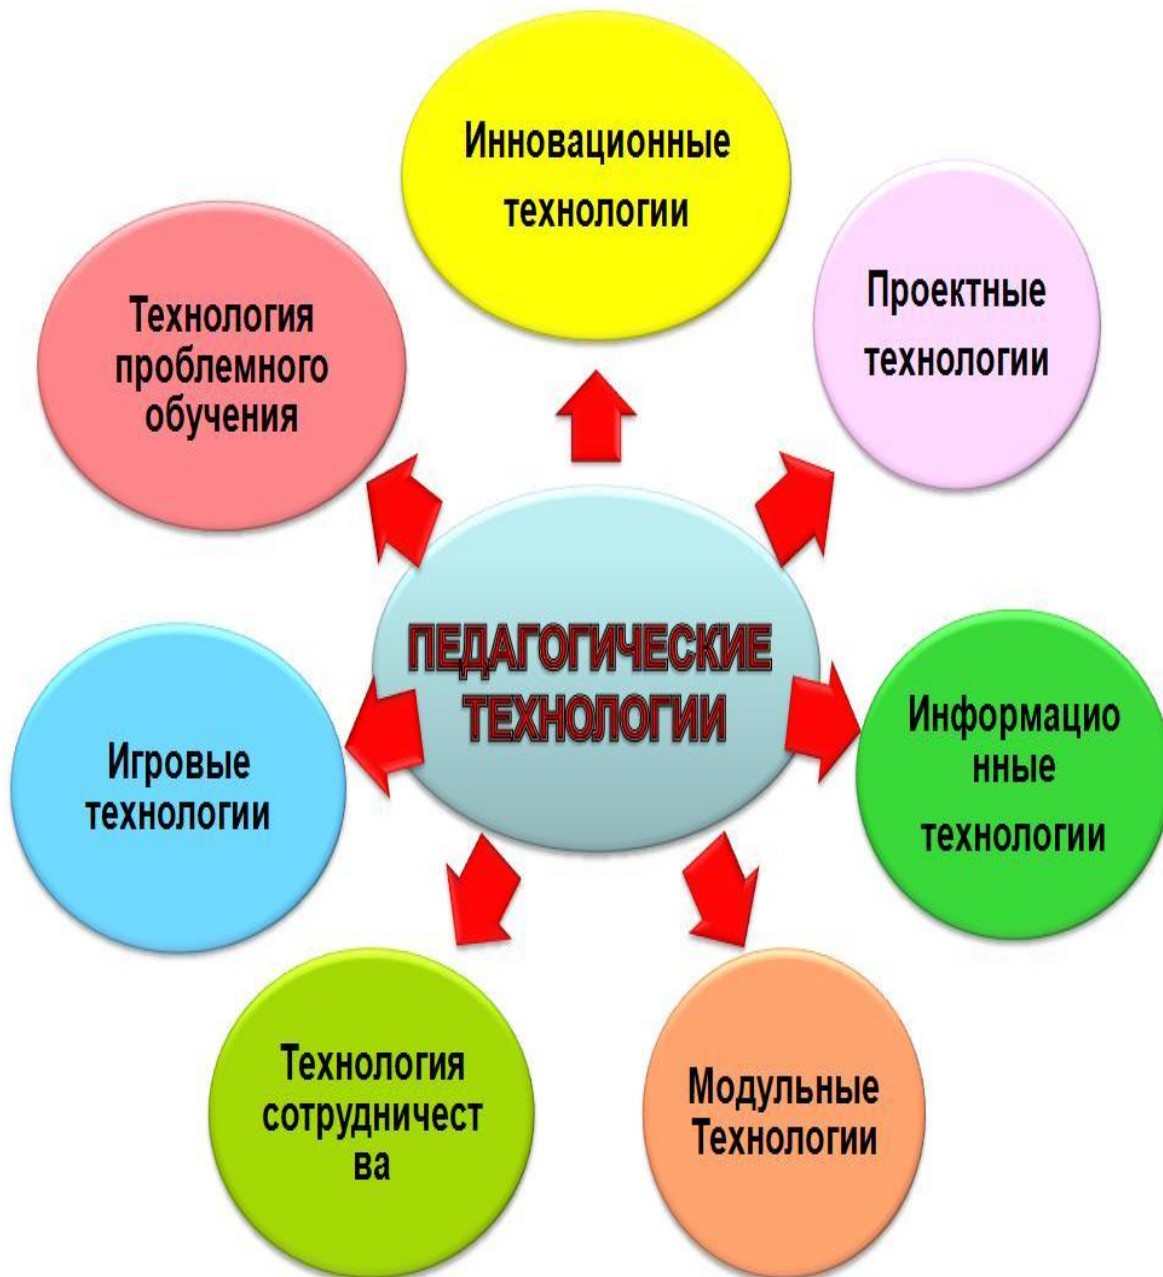 Инновационные
технологии
Проектные
технологии
Технология
проблемного
обучения
ПЕДАГОГИЧЕСКИЕ
ТЕХНОЛОГИИ
Информацио
нные
технологии
Игровые
технологии
Технология
сотрудничест
ва
Модульные
Технологии